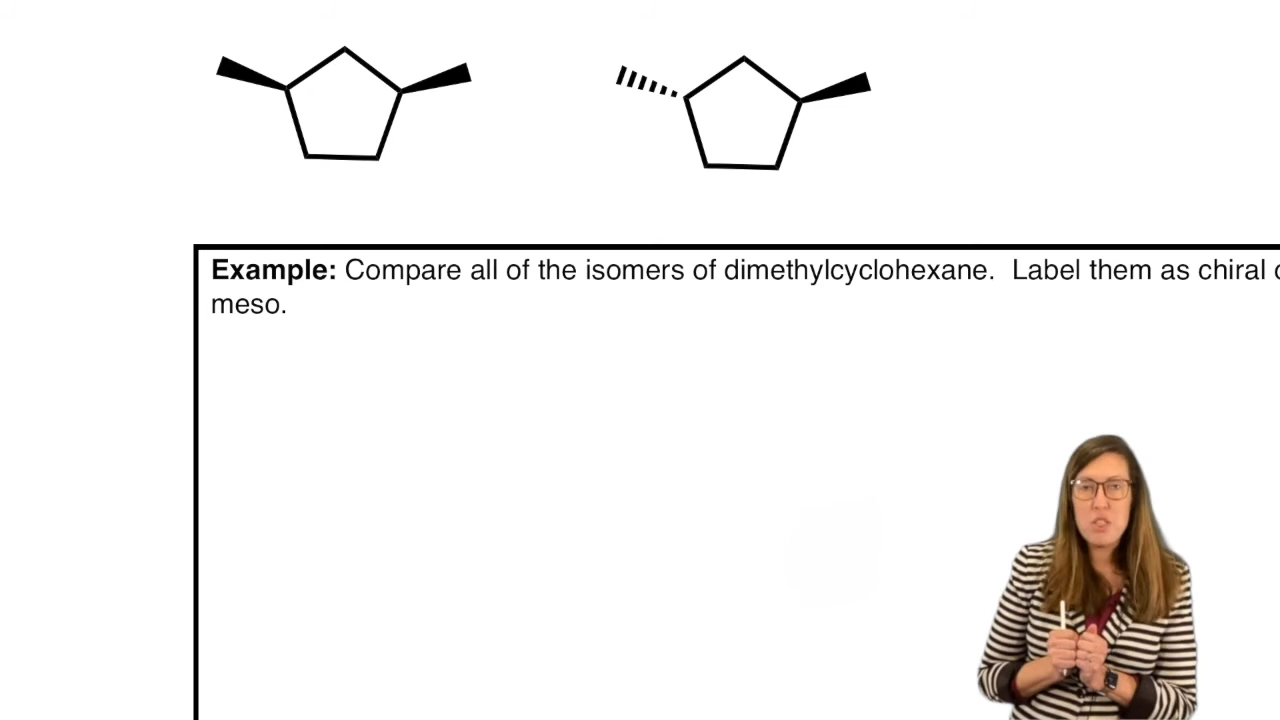 Example: Compare all of the isomers of dimethylcyclohexane. Label them as chiral
meso.